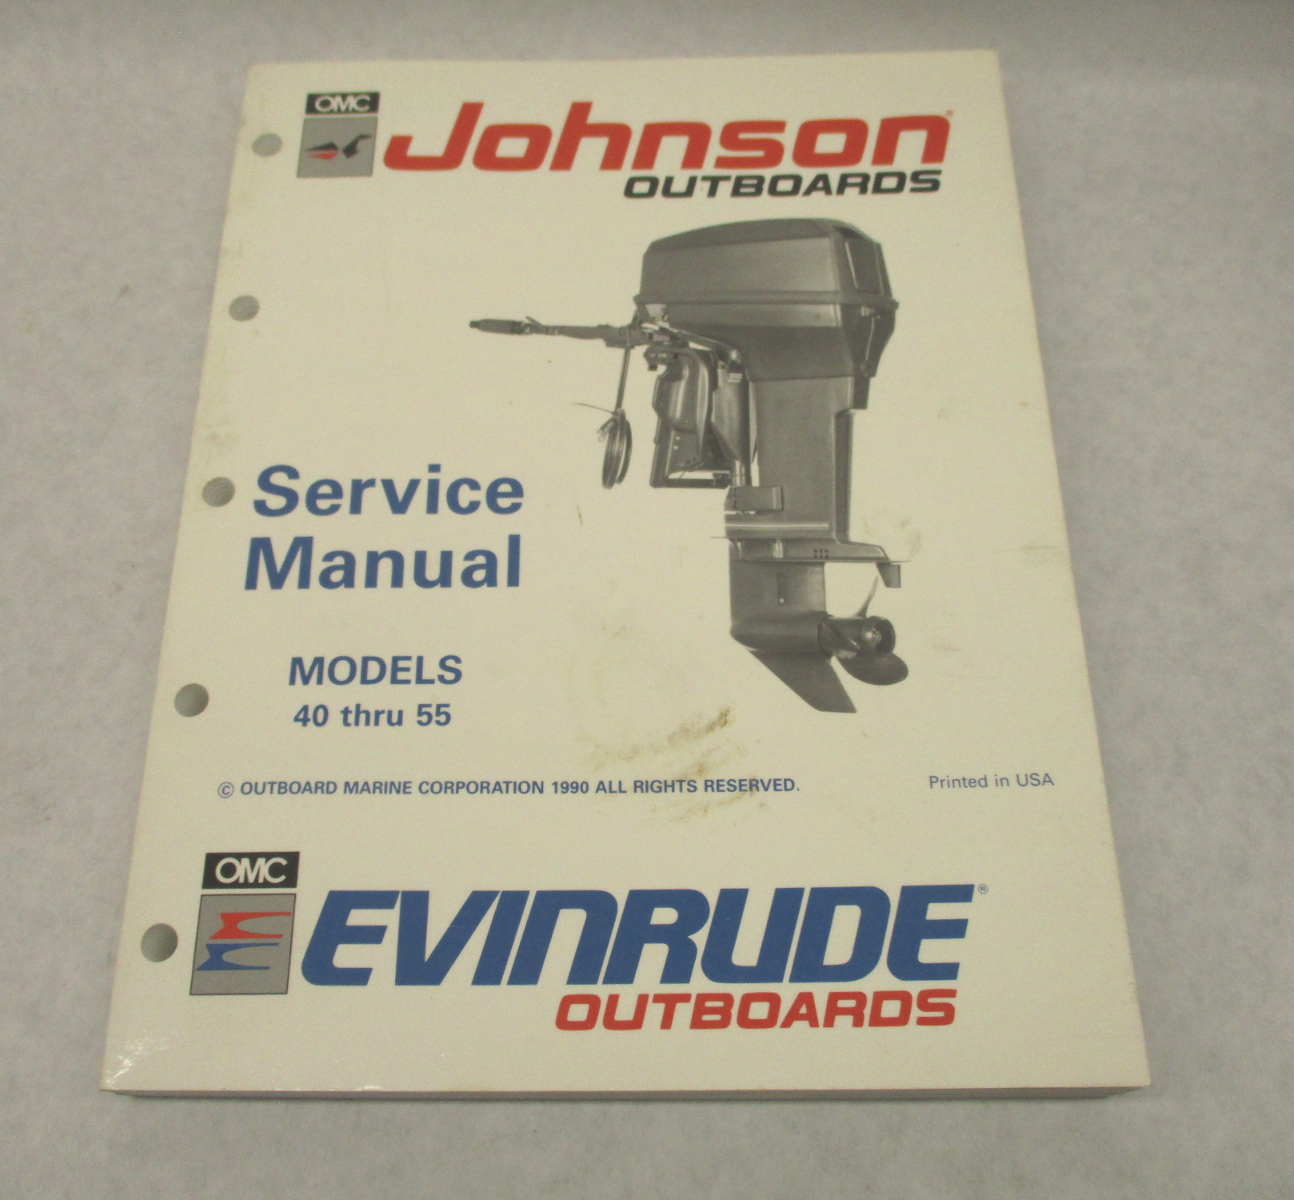 OMC
Johnson
OUTBOARDS
Service
Manual
MODELS
40 thru 55
© OUTBOARD MARINE CORPORATION 1990 ALL RIGHTS RESERVED.
Printed in USA
OMC
EVINRUDE®
OUTBOARDS